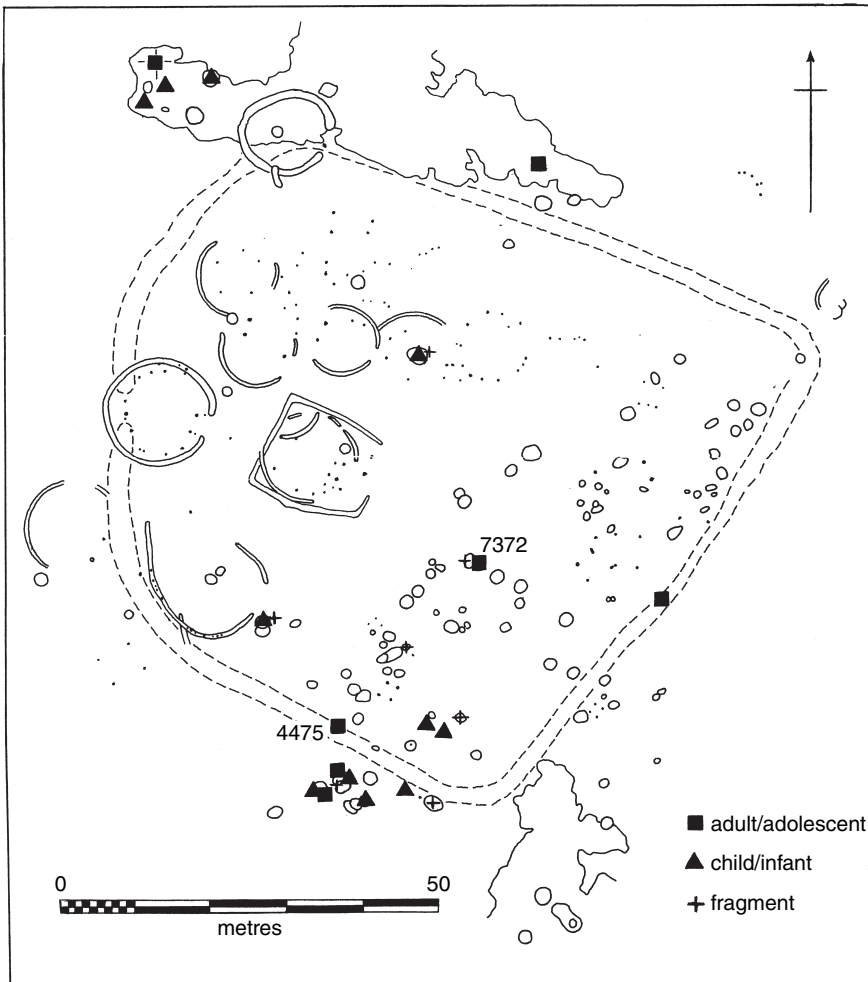 7372
4475
adult/adolescent
child/infant
fragment
0 50
metres